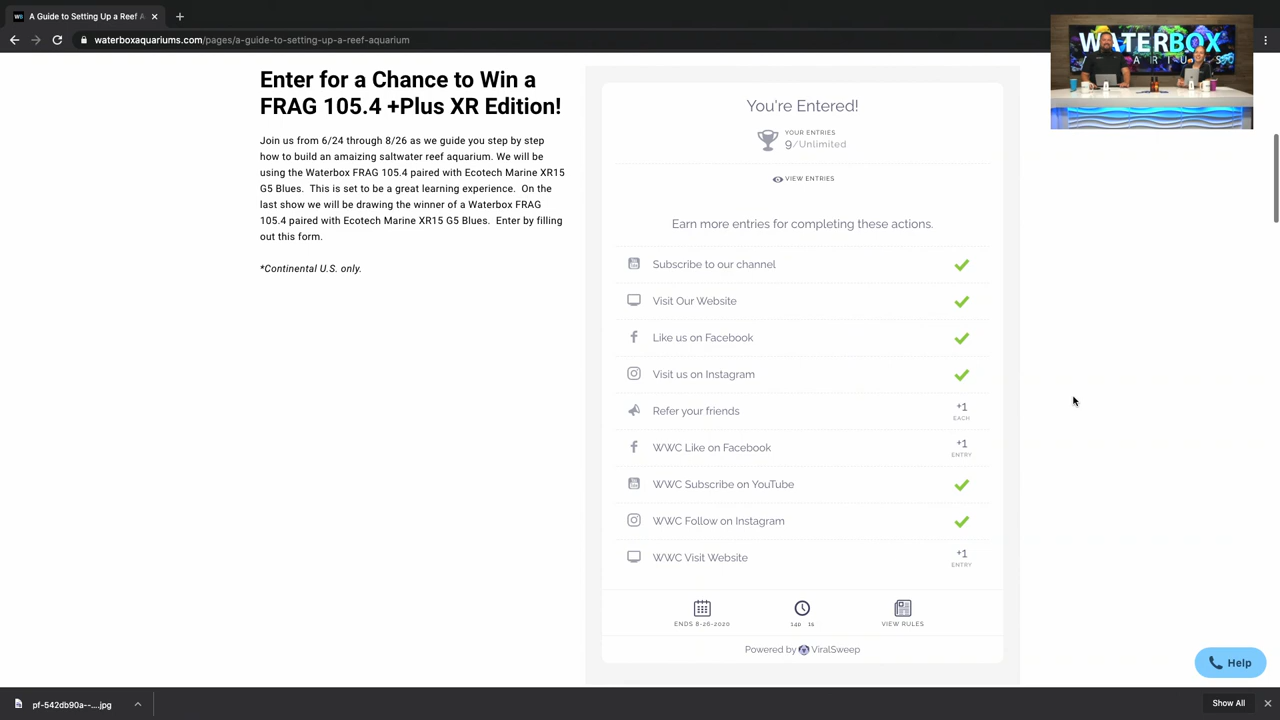 A Guide to Setting Up a Reef A
waterboxaquariums.com/pages/a-guide-to-setting-up-a-reef-aquarium
WATERBOX
Enter for a Chance to Win a
FRAG 105.4 +Plus XR Edition!
Join us from 6/24 through 8/26 as we guide you step by step
how to build an amaizing saltwater reef aquarium. We will be
using the Waterbox FRAG 105.4 paired with Ecotech Marine XR15
G5 Blues. This is set to be a great learning experience. On the
last show we will be drawing the winner of a Waterbox FRAG
105.4 paired with Ecotech Marine XR15 G5 Blues. Enter by filling
out this form.
*Continental U.S. only.
You're Entered!
YOUR ENTRIES
9/Unlimited
VIEW ENTRIES
Earn more entries for completing these actions.
Subscribe to our channel
Visit Our Website
Like us on Facebook
Visit us on Instagram
Refer your friends
+1
EACH
WWC Like on Facebook
+1
ENTRY
WWC Subscribe on YouTube
WWC Follow on Instagram
WWC Visit Website
+1
ENTRY
ENDS 8-26-2020
14D 1S
VIEW RULES
Powered by ViralSweep
Help
pf-542db90a--....jpg
Show All